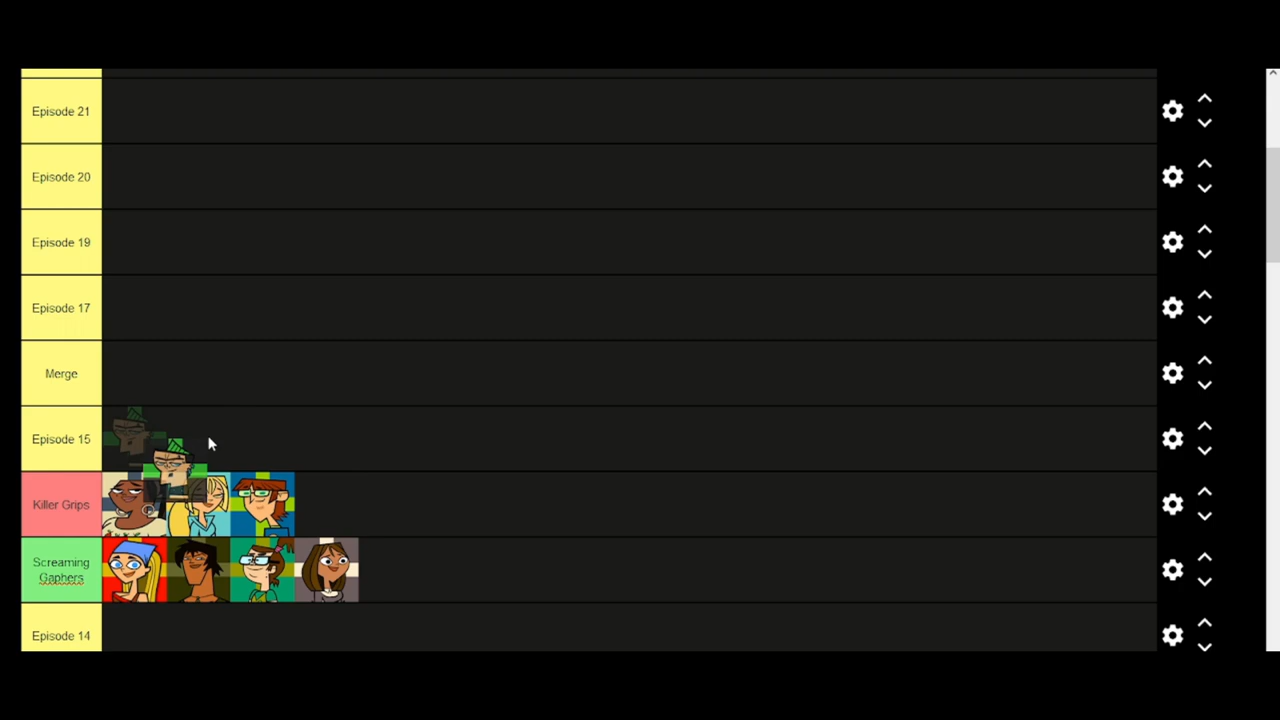 Episode 21
Episode 20
Episode 19
Episode 17
Merge
Episode 15
Killer Grips
Screaming
Gaphers
Episode 14